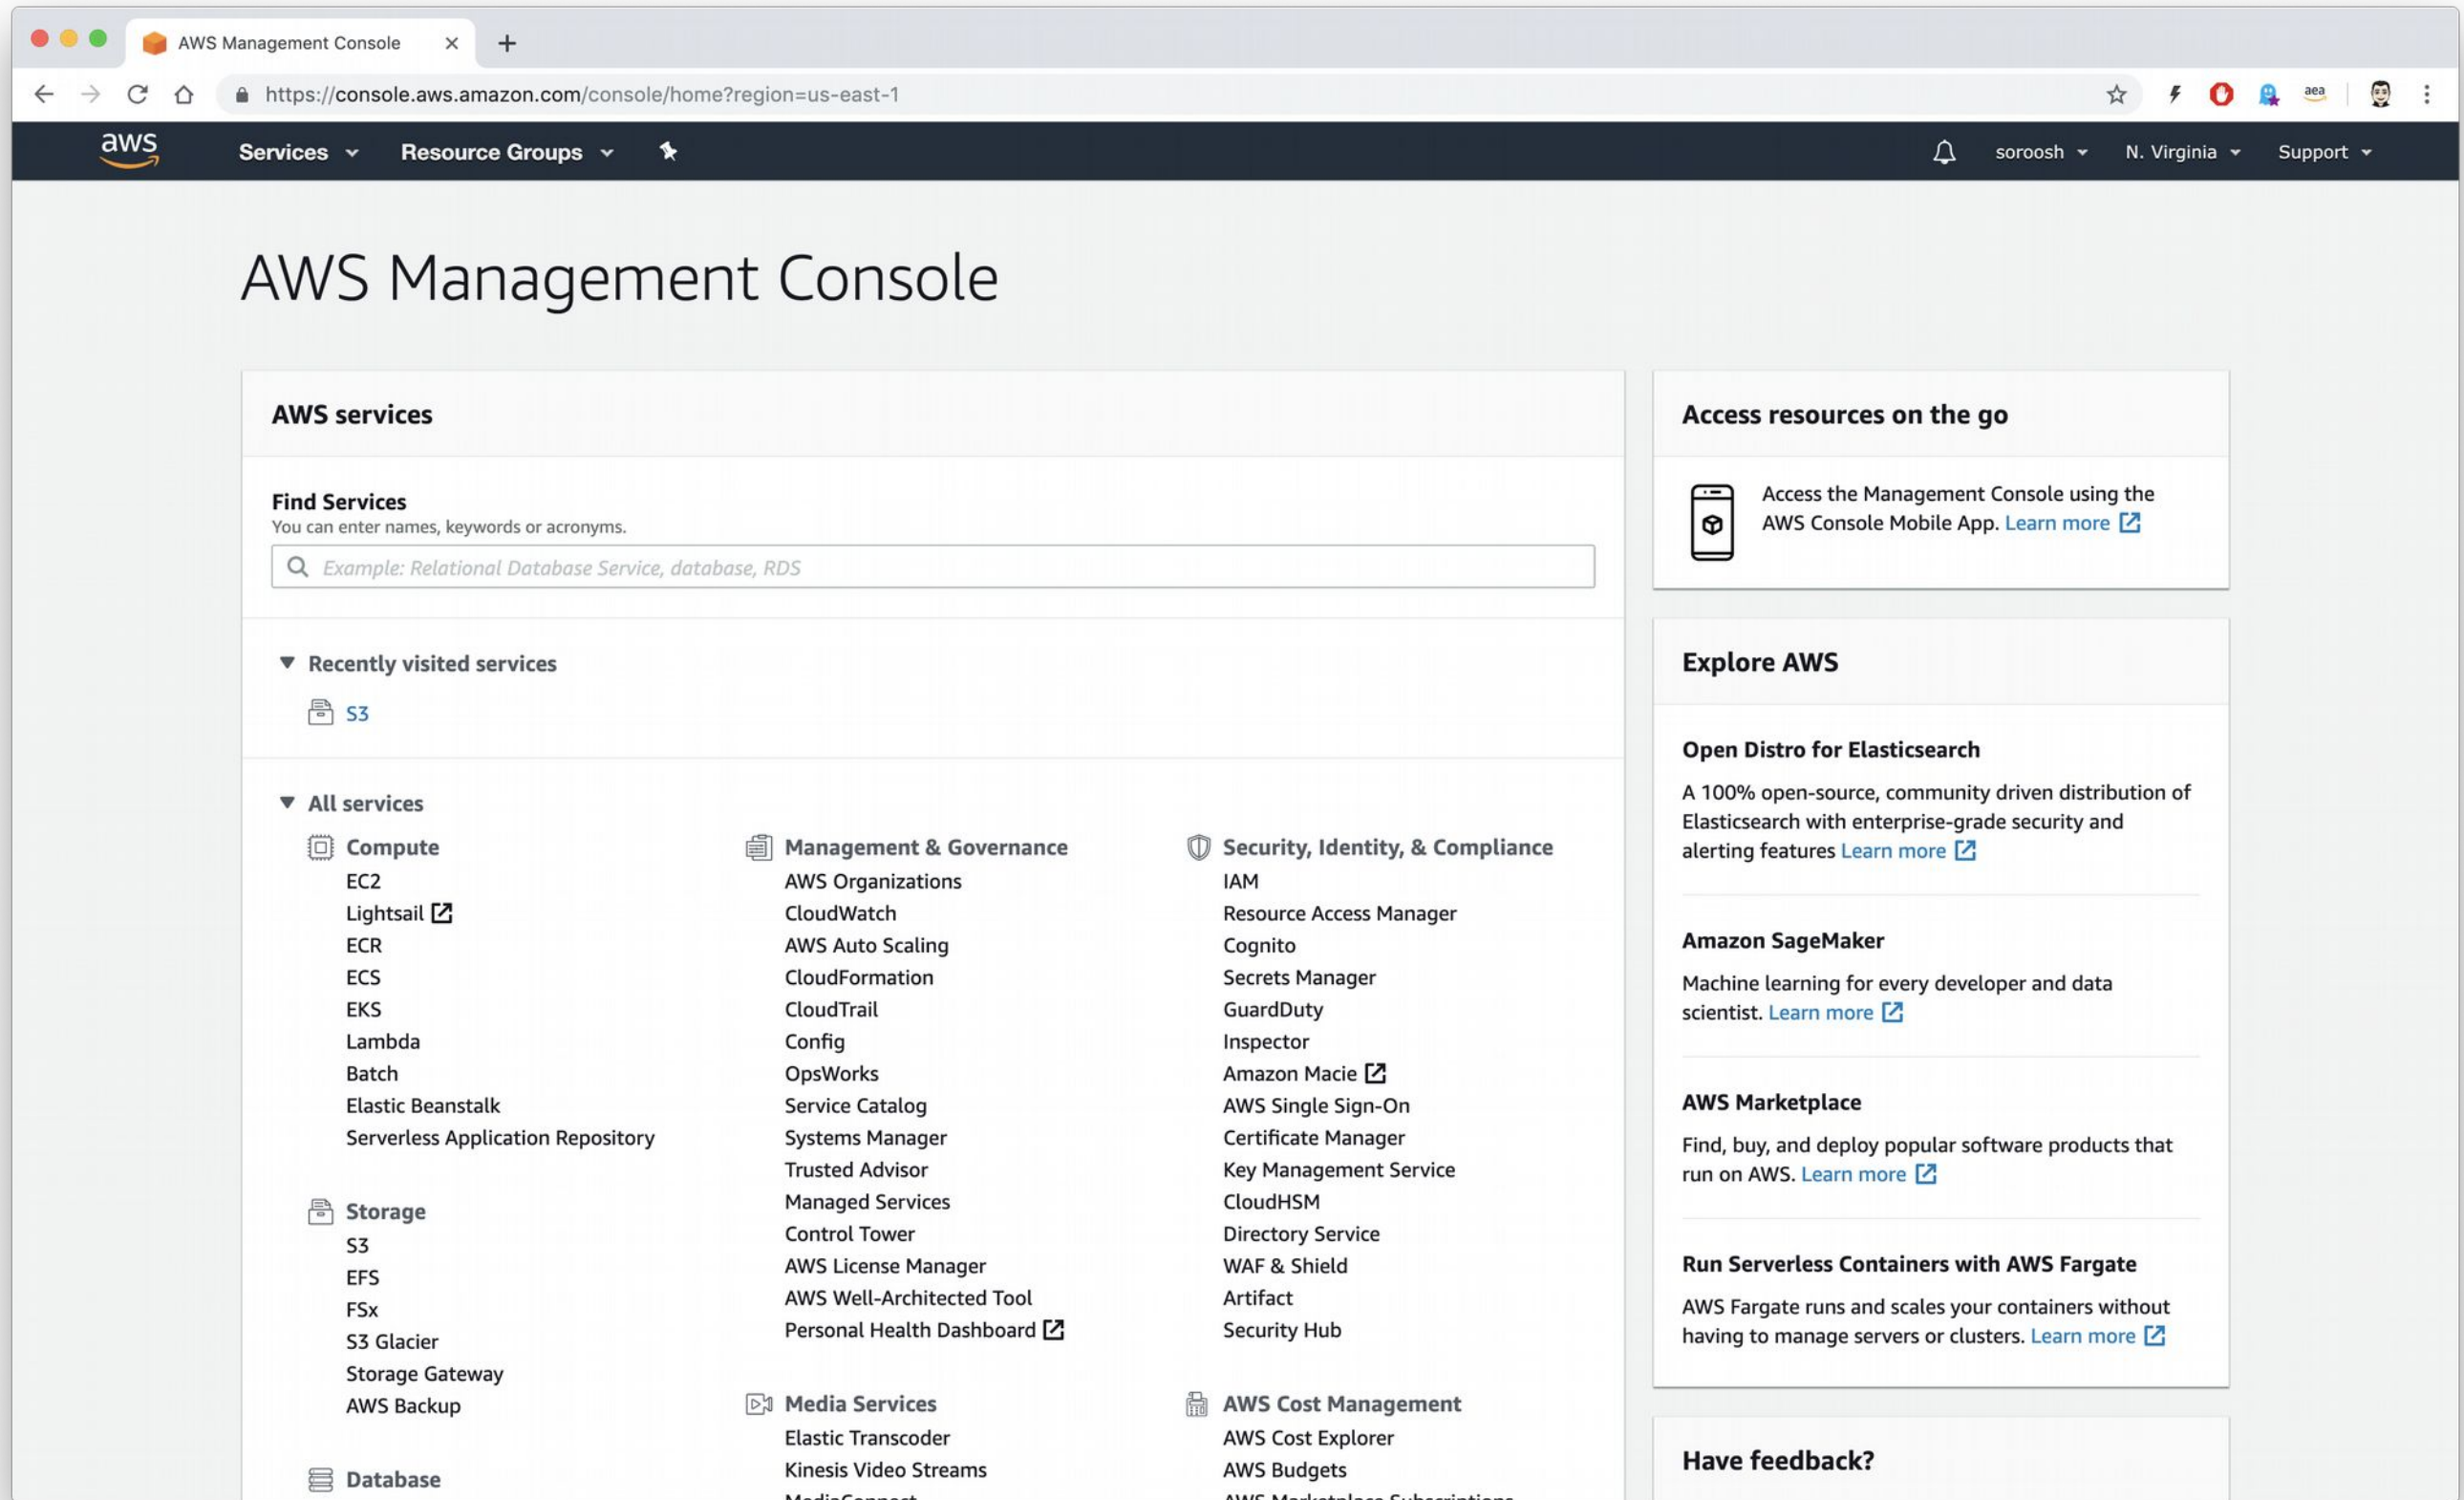 AWS Management Console
https://console.aws.amazon.com/console/home?region=us-east-1
aea
aws
Services
Resource Groups
soroosh
N. Virginia
Support
AWS Management Console
AWS services
Find Services
You can enter names, keywords or acronyms.
Example: Relational Database Service, database, RDS
Recently visited services
S3
All services
Compute
EC2
Lightsail
ECR
ECS
EKS
Lambda
Batch
Elastic Beanstalk
Serverless Application Repository
Storage
S3
EFS
FSx
S3 Glacier
Storage Gateway
AWS Backup
Database
Management & Governance
AWS Organizations
CloudWatch
AWS Auto Scaling
CloudFormation
CloudTrail
Config
OpsWorks
Service Catalog
Systems Manager
Trusted Advisor
Managed Services
Control Tower
AWS License Manager
AWS Well-Architected Tool
Personal Health Dashboard
Media Services
Elastic Transcoder
Kinesis Video Streams
MediaConnect
Security, Identity, & Compliance
IAM
Resource Access Manager
Cognito
Secrets Manager
GuardDuty
Inspector
Amazon Macie
AWS Single Sign-On
Certificate Manager
Key Management Service
CloudHSM
Directory Service
WAF & Shield
Artifact
Security Hub
AWS Cost Management
AWS Cost Explorer
AWS Budgets
AWS Marketplace Subscriptions
Access resources on the go
Access the Management Console using the
AWS Console Mobile App. Learn more
Explore AWS
Open Distro for Elasticsearch
A 100% open-source, community driven distribution of
Elasticsearch with enterprise-grade security and
alerting features Learn more
Amazon SageMaker
Machine learning for every developer and data
scientist. Learn more
AWS Marketplace
Find, buy, and deploy popular software products that
run on AWS. Learn more
Run Serverless Containers with AWS Fargate
AWS Fargate runs and scales your containers without
having to manage servers or clusters. Learn more
Have feedback?